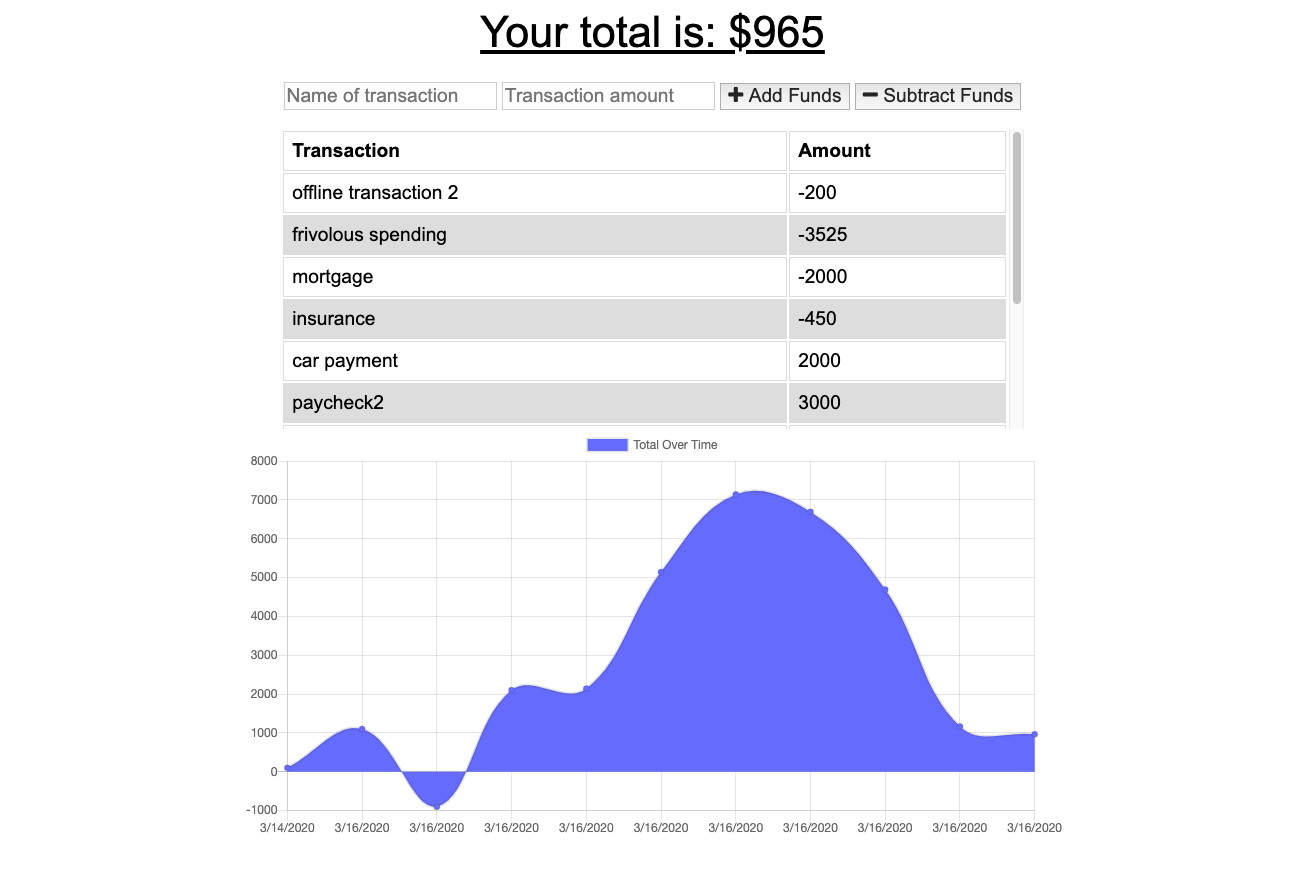 Your total is: $965
Name of transaction Transaction amount + Add Funds − Subtract Funds
Transaction Amount
offline transaction 2 -200
frivolous spending -3525
mortgage -2000
insurance -450
car payment 2000
paycheck2 3000
Total Over Time
8000
7000
6000
5000
4000
3000
2000
1000
0
-1000
3/14/2020 3/16/2020 3/16/2020 3/16/2020 3/16/2020 3/16/2020 3/16/2020 3/16/2020 3/16/2020 3/16/2020 3/16/2020